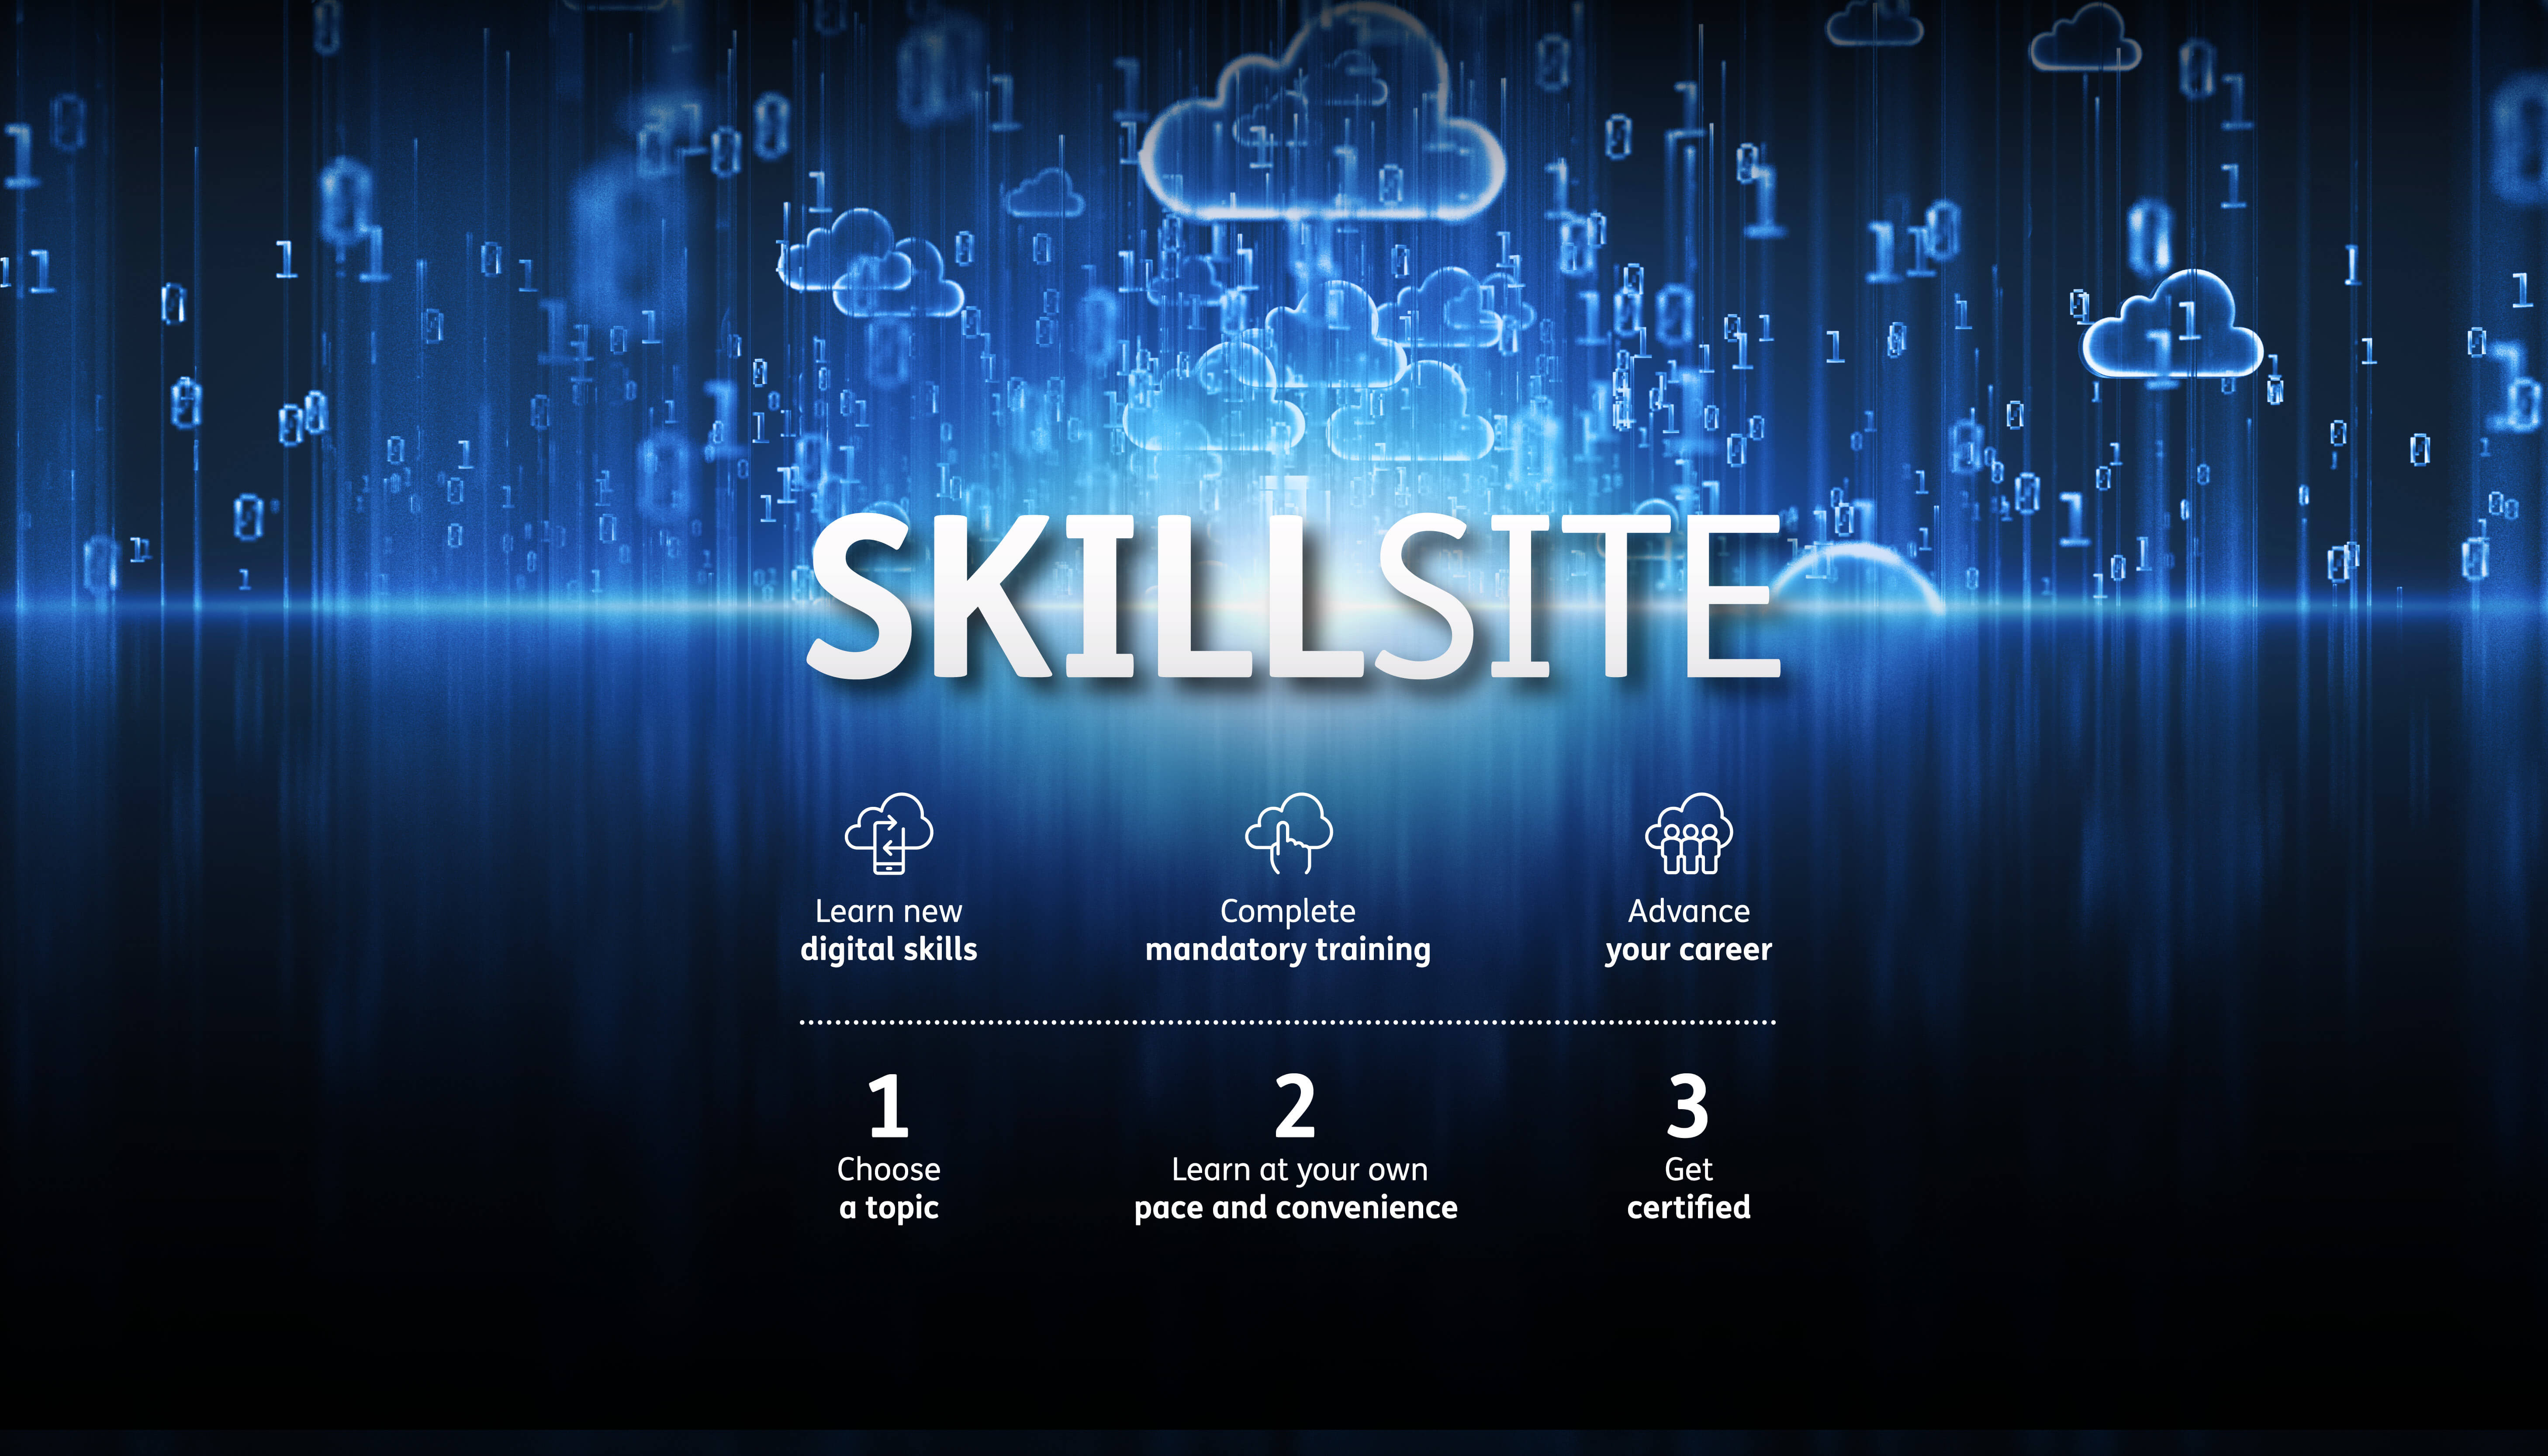 SKILLSITE
Learn new
digital skills
Complete
mandatory training
Advance
your career
1
Choose
a topic
2
Learn at your own
pace and convenience
3
Get
certified